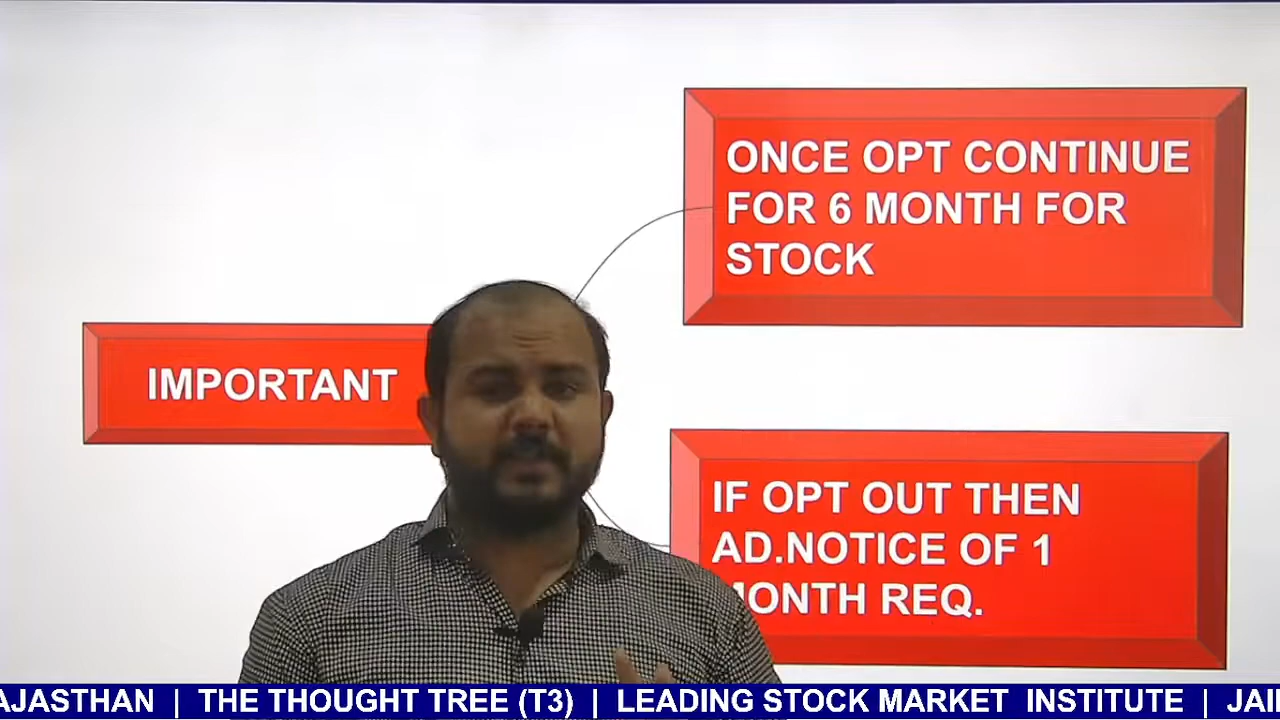 ONCE OPT CONTINUE
FOR 6 MONTH FOR
STOCK
IMPORTANT
IF OPT OUT THEN
AD.NOTICE OF 1
MONTH REQ.
AJASTHAN | THE THOUGHT TREE (T3) | LEADING STOCK MARKET INSTITUTE | JAI